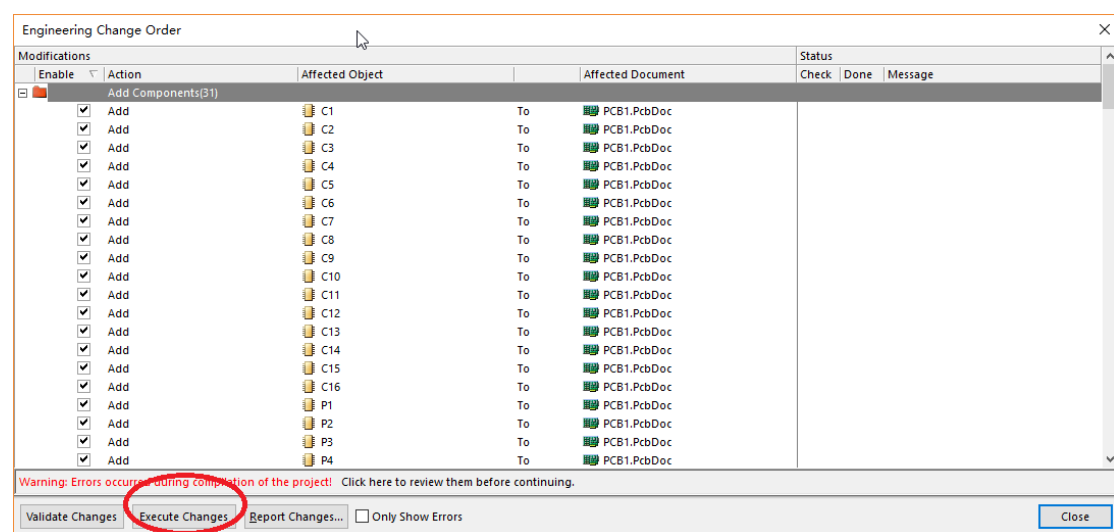 Engineering Change Order
Modifications Status
Enable Action Affected Object Affected Document Check Done Message
Add Components(31)
Add C1 To PCB1.PcbDoc
Add C2 To PCB1.PcbDoc
Add C3 To PCB1.PcbDoc
Add C4 To PCB1.PcbDoc
Add C5 To PCB1.PcbDoc
Add C6 To PCB1.PcbDoc
Add C7 To PCB1.PcbDoc
Add C8 To PCB1.PcbDoc
Add C9 To PCB1.PcbDoc
Add C10 To PCB1.PcbDoc
Add C11 To PCB1.PcbDoc
Add C12 To PCB1.PcbDoc
Add C13 To PCB1.PcbDoc
Add C14 To PCB1.PcbDoc
Add C15 To PCB1.PcbDoc
Add C16 To PCB1.PcbDoc
Add P1 To PCB1.PcbDoc
Add P2 To PCB1.PcbDoc
Add P3 To PCB1.PcbDoc
Add P4 To PCB1.PcbDoc
Warning: Errors occurred during compilation of the project! Click here to review them before continuing.
Validate Changes Execute Changes Report Changes... Only Show Errors Close